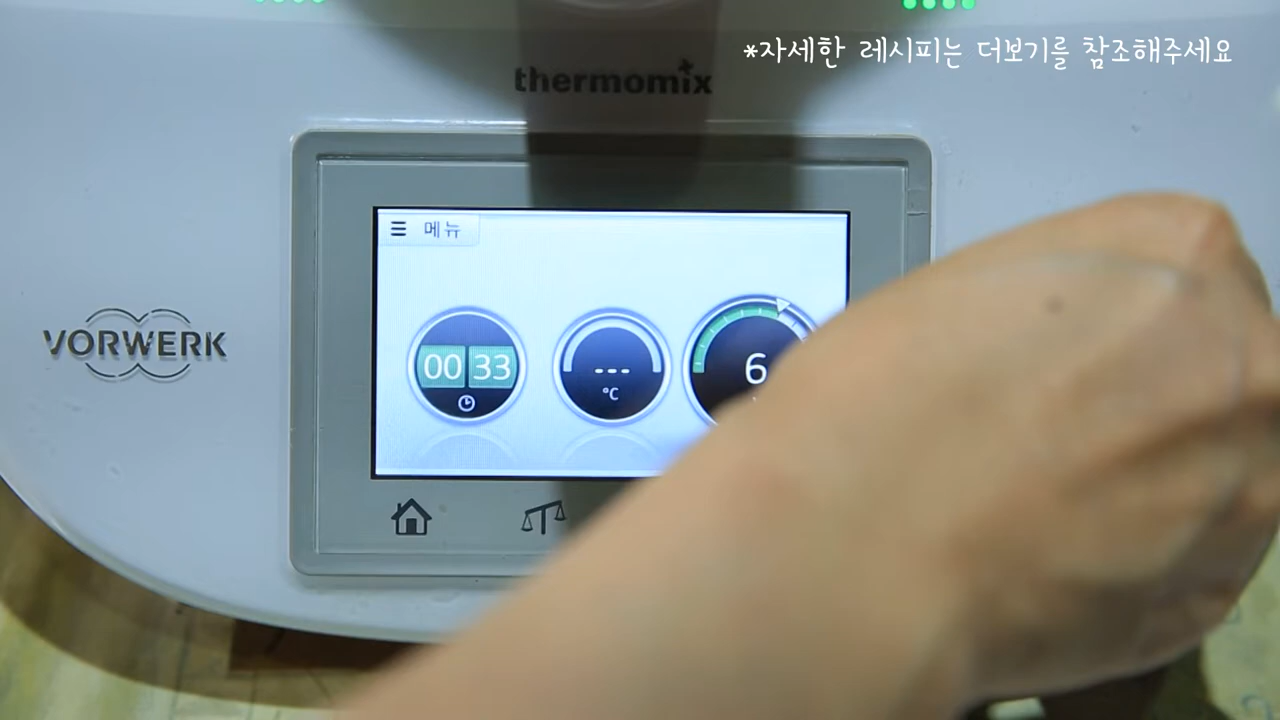 *자세한 레시피는 더보기를 참조해주세요
thermomix
메뉴
VORWERK
00 33
---
°C
6